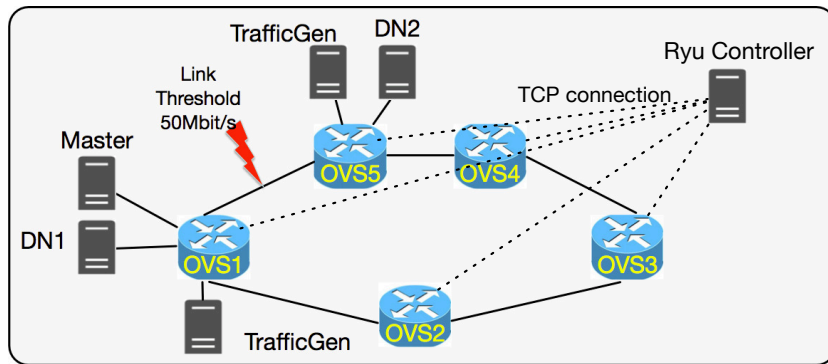 TrafficGen
DN2
Ryu Controller
Link
Threshold
50Mbit/s
TCP connection
Master
OVS5
OVS4
DN1
OVS1
OVS3
OVS2
TrafficGen